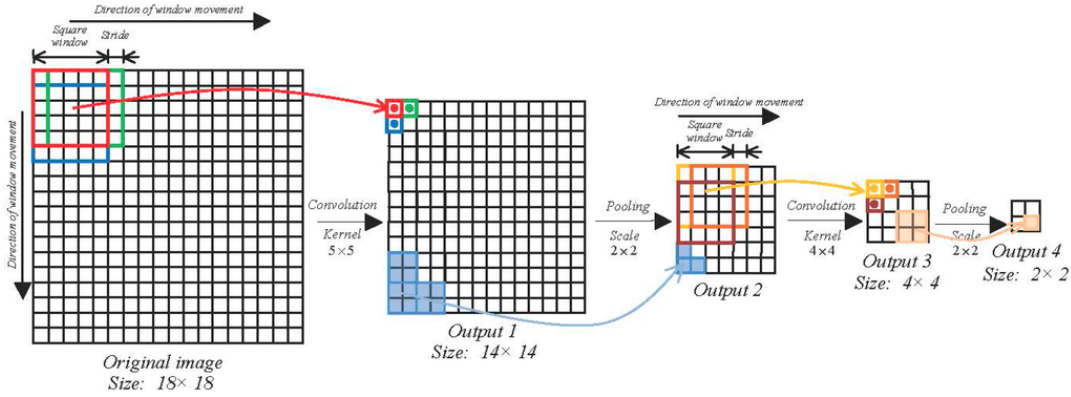 Direction of window movement
Square
window
Stride
Direction of window movement
Original image
Size: 18× 18
Convolution
Kernel
5×5
Output 1
Size: 14× 14
Pooling
Scale
2×2
Direction of window movement
Square
window
Stride
Output 2
Convolution
Kernel
4×4
Output 3
Size: 4× 4
Pooling
Scale
2×2
Output 4
Size: 2× 2